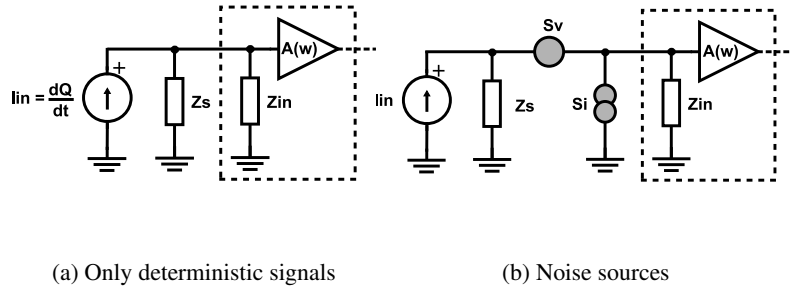 Iin = dQ/dt
Zs
Zin
A(w)
(a) Only deterministic signals
Iin
Zs
Sv
Si
Zin
A(w)
(b) Noise sources